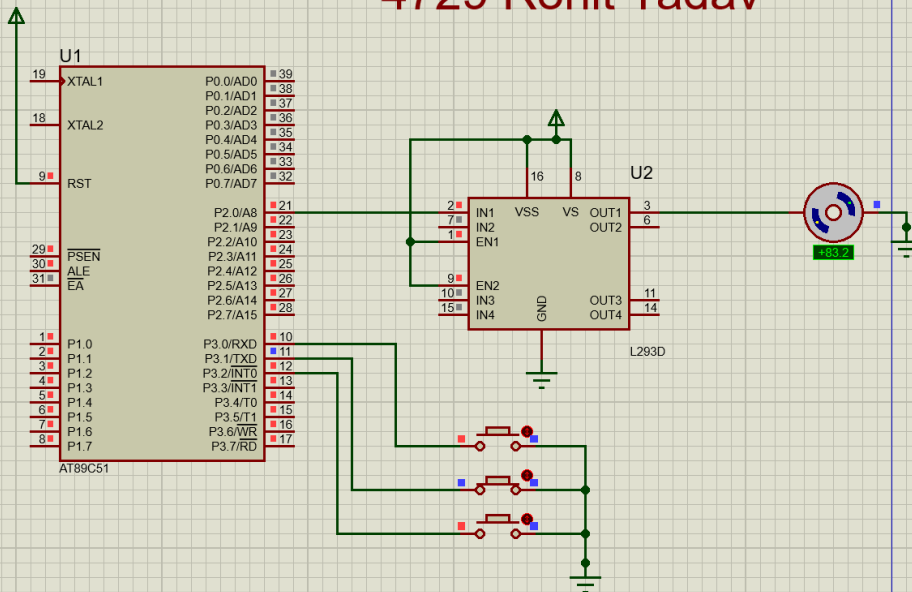 4729 Rohit Yadav
U1
19 XTAL1
18 XTAL2
9 RST
29 PSEN
30 ALE
31 EA
1 P1.0
2 P1.1
3 P1.2
4 P1.3
5 P1.4
6 P1.5
7 P1.6
8 P1.7
P0.0/AD0 39
P0.1/AD1 38
P0.2/AD2 37
P0.3/AD3 36
P0.4/AD4 35
P0.5/AD5 34
P0.6/AD6 33
P0.7/AD7 32
P2.0/A8 21
P2.1/A9 22
P2.2/A10 23
P2.3/A11 24
P2.4/A12 25
P2.5/A13 26
P2.6/A14 27
P2.7/A15 28
P3.0/RXD 10
P3.1/TXD 11
P3.2/INT0 12
P3.3/INT1 13
P3.4/T0 14
P3.5/T1 15
P3.6/WR 16
P3.7/RD 17
AT89C51
U2
16 8
VSS VS
2 IN1
7 IN2
1 EN1
9 EN2
10 IN3
15 IN4
GND
OUT1 3
OUT2 6
OUT3 11
OUT4 14
L293D
+83.2